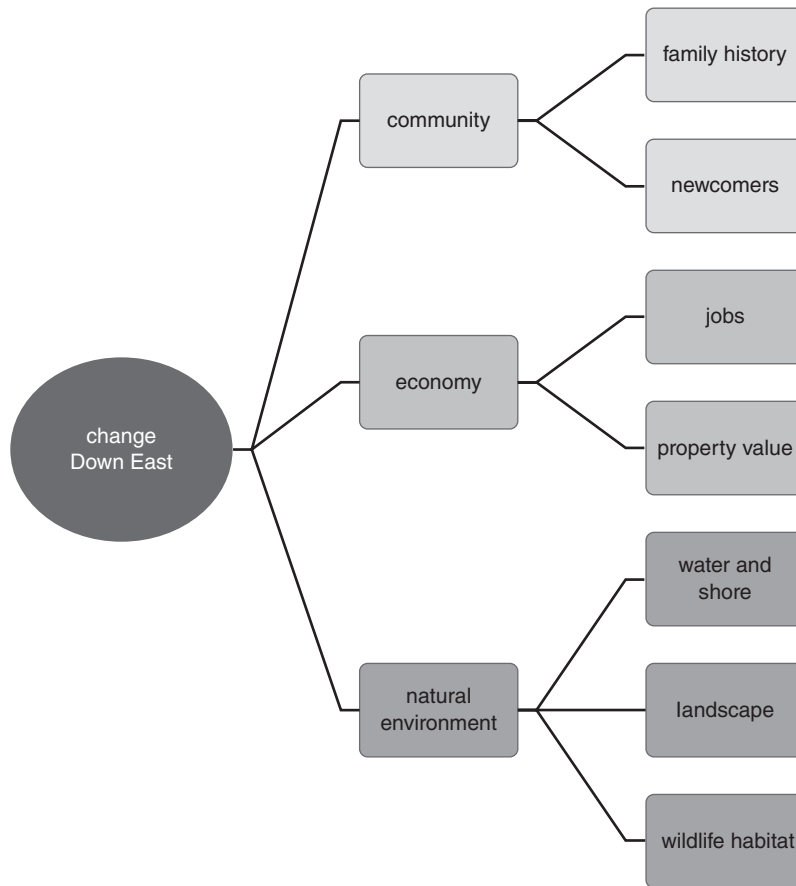 family history
community
newcomers
jobs
economy
change
Down East
property value
water and
shore
natural
environment
landscape
wildlife habitat